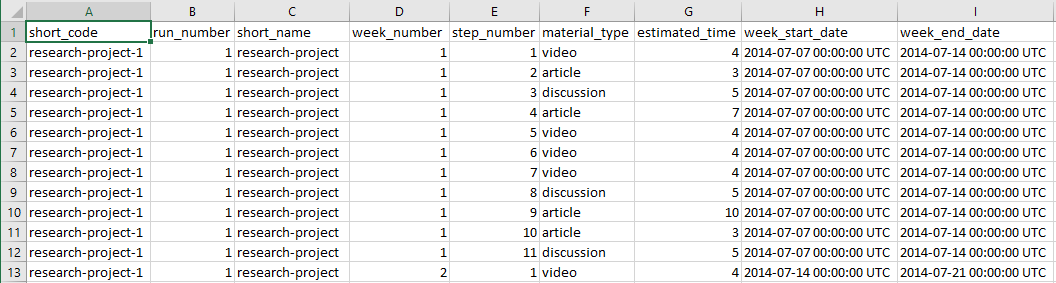 A B C D E F G H I
1 short_code run_number short_name week_number step_number material_type estimated_time week_start_date week_end_date
2 research-project-1 1 research-project 1 1 video 4 2014-07-07 00:00:00 UTC 2014-07-14 00:00:00 UTC
3 research-project-1 1 research-project 1 2 article 3 2014-07-07 00:00:00 UTC 2014-07-14 00:00:00 UTC
4 research-project-1 1 research-project 1 3 discussion 5 2014-07-07 00:00:00 UTC 2014-07-14 00:00:00 UTC
5 research-project-1 1 research-project 1 4 article 7 2014-07-07 00:00:00 UTC 2014-07-14 00:00:00 UTC
6 research-project-1 1 research-project 1 5 video 4 2014-07-07 00:00:00 UTC 2014-07-14 00:00:00 UTC
7 research-project-1 1 research-project 1 6 video 4 2014-07-07 00:00:00 UTC 2014-07-14 00:00:00 UTC
8 research-project-1 1 research-project 1 7 video 4 2014-07-07 00:00:00 UTC 2014-07-14 00:00:00 UTC
9 research-project-1 1 research-project 1 8 discussion 5 2014-07-07 00:00:00 UTC 2014-07-14 00:00:00 UTC
10 research-project-1 1 research-project 1 9 article 10 2014-07-07 00:00:00 UTC 2014-07-14 00:00:00 UTC
11 research-project-1 1 research-project 1 10 article 3 2014-07-07 00:00:00 UTC 2014-07-14 00:00:00 UTC
12 research-project-1 1 research-project 1 11 discussion 5 2014-07-07 00:00:00 UTC 2014-07-14 00:00:00 UTC
13 research-project-1 1 research-project 2 1 video 4 2014-07-14 00:00:00 UTC 2014-07-21 00:00:00 UTC